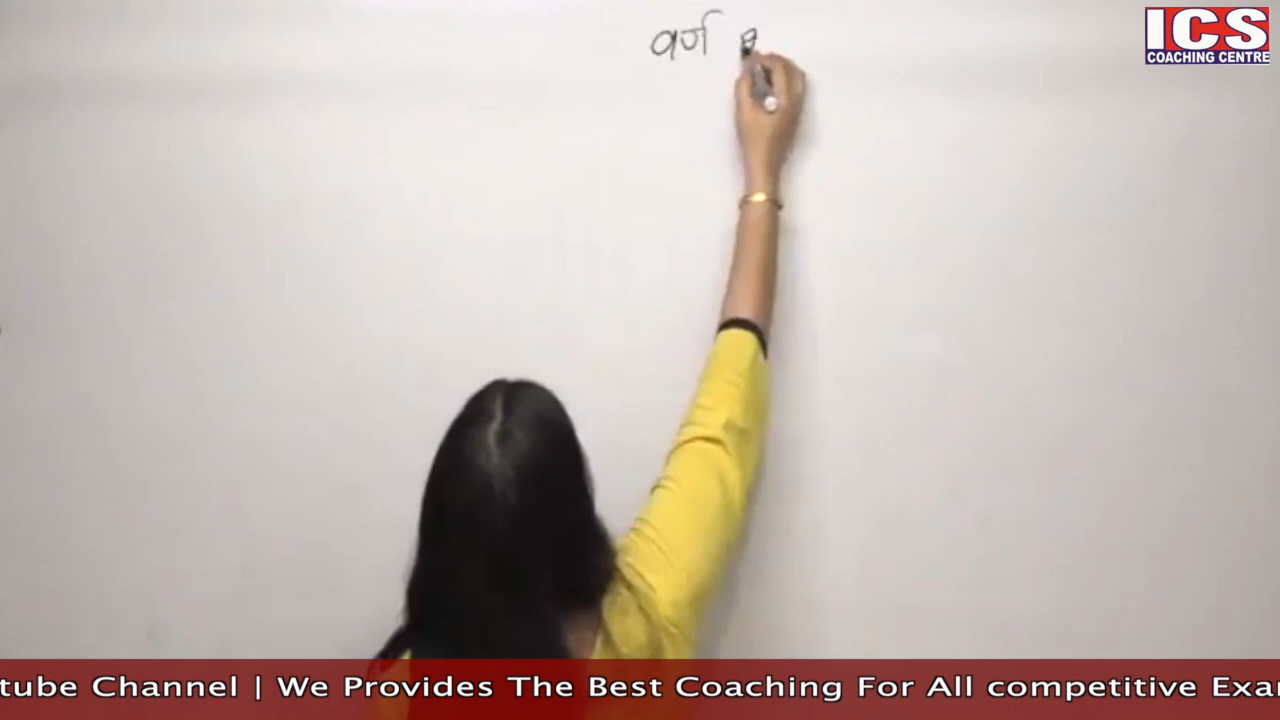 वर्ण
ICS
COACHING CENTRE
tube Channel | We Provides The Best Coaching For All competitive Exa